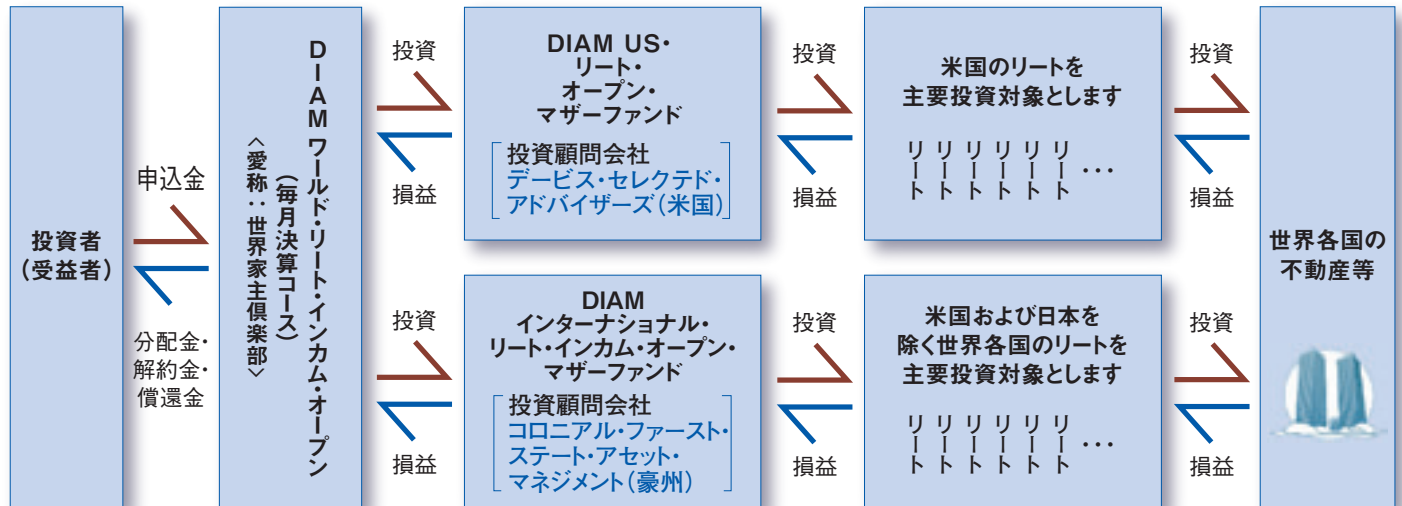 投資者
（受益者）
申込金
分配金・
解約金・
償還金
DIAMワールド・リート・インカム・オープン
（毎月決算コース）
〈愛称：世界家主倶楽部〉
投資
損益
DIAM US・
リート・
オープン・
マザーファンド
投資顧問会社
デービス・セレクテド・
アドバイザーズ（米国）
投資
損益
米国のリートを
主要投資対象とします
リート リート リート リート リート リート ･･･
投資
損益
投資
損益
DIAM
インターナショナル・
リート・インカム・オープン・
マザーファンド
投資顧問会社
コロニアル・ファースト・
ステート・アセット・
マネジメント（豪州）
投資
損益
米国および日本を
除く世界各国のリートを
主要投資対象とします
リート リート リート リート リート リート ･･･
投資
損益
世界各国の
不動産等